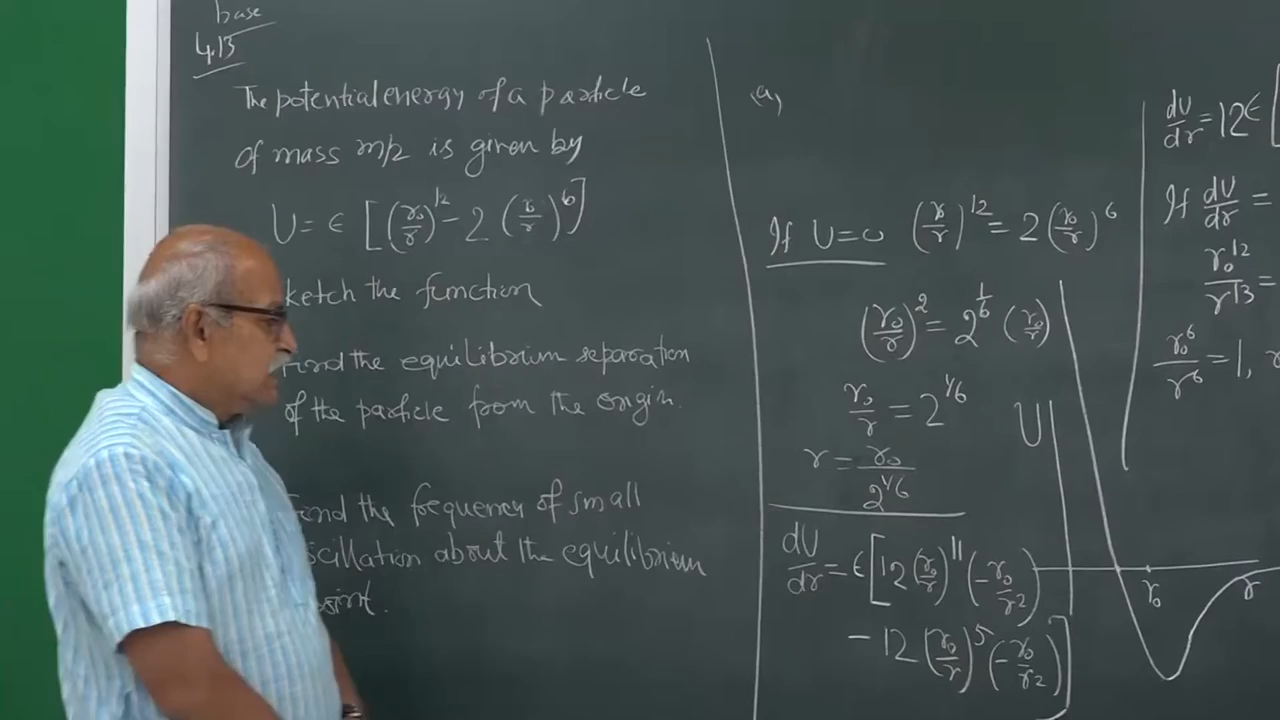 base
4.13
The potential energy of a particle
of mass m/2 is given by
U = ϵ [(r₀/r)¹² - 2 (r₀/r)⁶]
ketch the function
Find the equilibrium separation
of the particle from the origin.
Find the frequency of small
scillation about the equilibrium
point.
(a)
If U=0 (r₀/r)¹² = 2(r₀/r)⁶
(r₀/r)² = 2^{1/6} (r₀/r)
r₀/r = 2^{1/6}
r = r₀/2^{1/6}
dU/dr = ϵ[12 (r₀/r)¹¹ (-r₀/r²)
- 12 (r₀/r)⁵ (-r₀/r²)]
U
r₀
r
dU/dr = 12ϵ [
If dU/dr =
r₀¹²/r¹³ =
r₀⁶/r⁶ = 1,